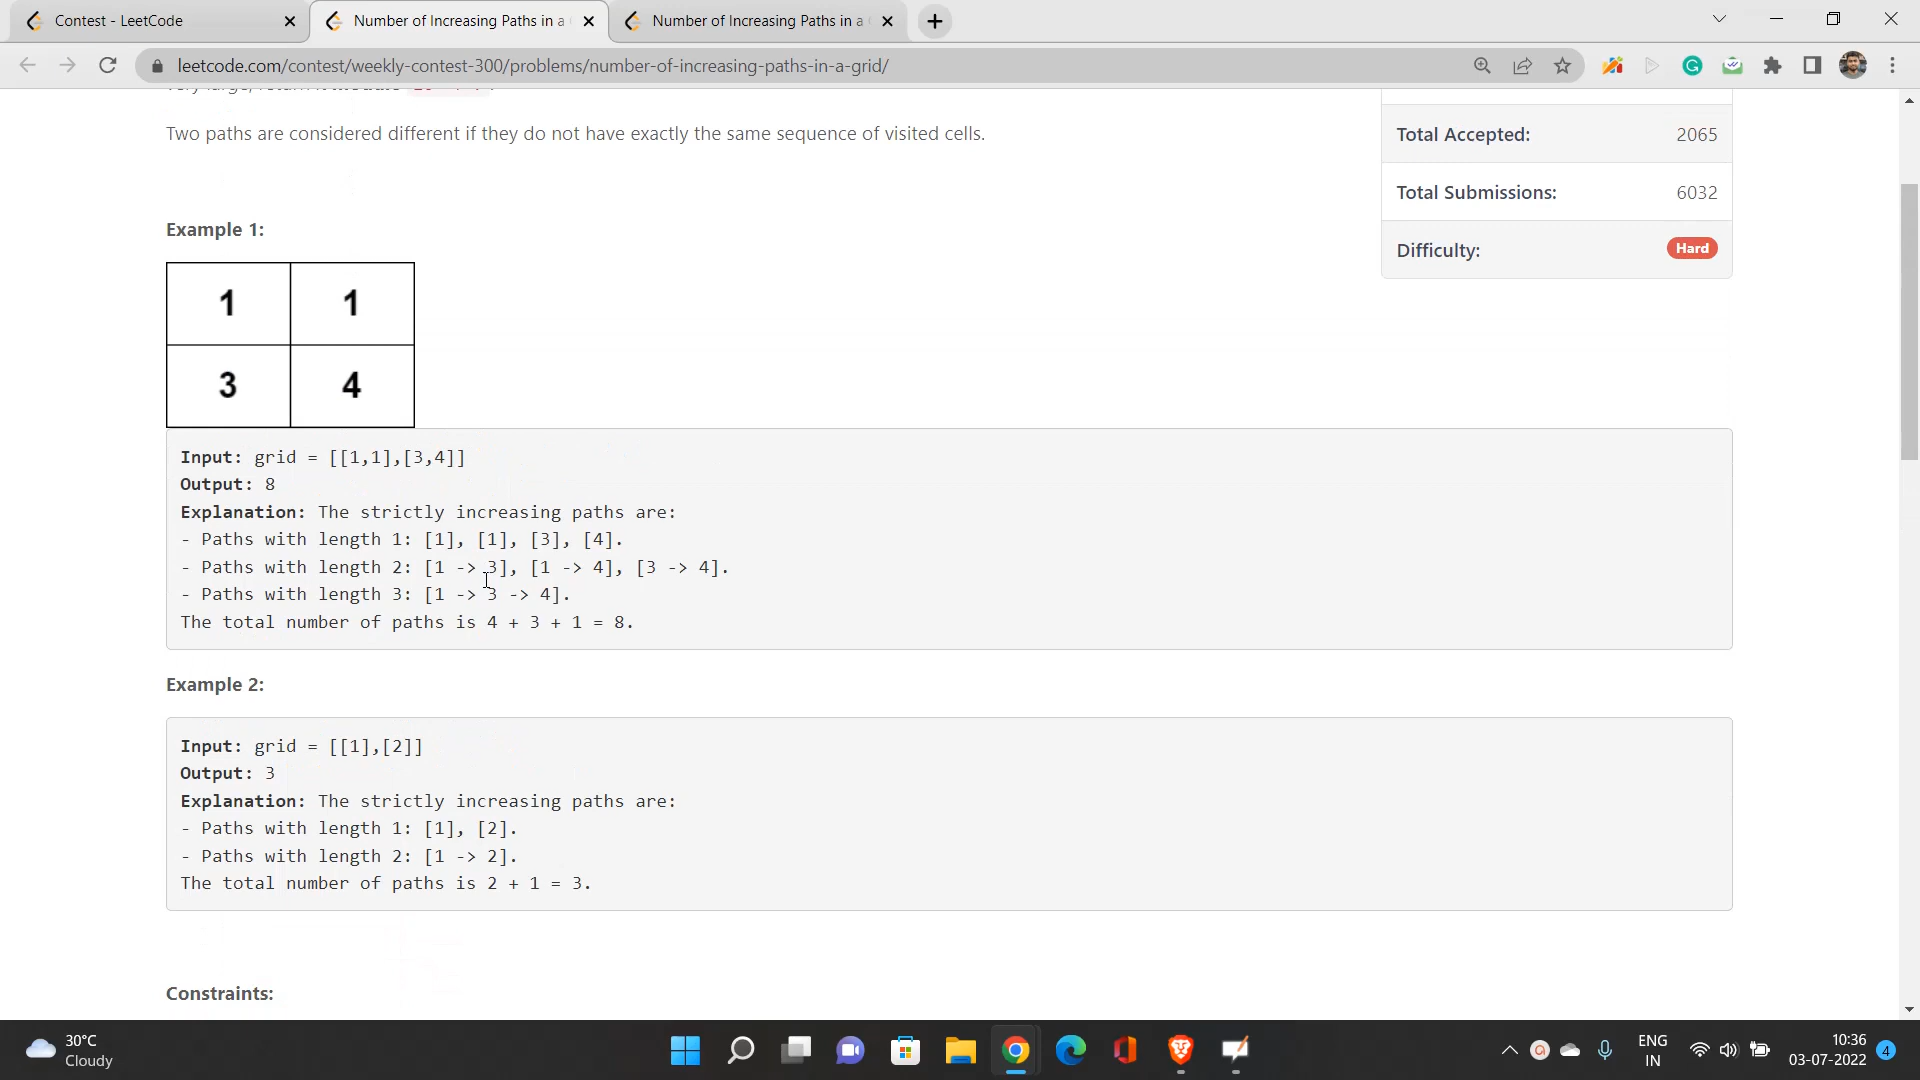 Contest - LeetCode
Number of Increasing Paths in a
Number of Increasing Paths in a
leetcode.com/contest/weekly-contest-300/problems/number-of-increasing-paths-in-a-grid/
Two paths are considered different if they do not have exactly the same sequence of visited cells.
Total Accepted: 2065
Total Submissions: 6032
Difficulty: Hard
Example 1:
1 1
3 4
Input: grid = [[1,1],[3,4]]
Output: 8
Explanation: The strictly increasing paths are:
- Paths with length 1: [1], [1], [3], [4].
- Paths with length 2: [1 -> 3], [1 -> 4], [3 -> 4].
- Paths with length 3: [1 -> 3 -> 4].
The total number of paths is 4 + 3 + 1 = 8.
Example 2:
Input: grid = [[1],[2]]
Output: 3
Explanation: The strictly increasing paths are:
- Paths with length 1: [1], [2].
- Paths with length 2: [1 -> 2].
The total number of paths is 2 + 1 = 3.
Constraints:
30°C
Cloudy
ENG
IN
10:36
03-07-2022
4